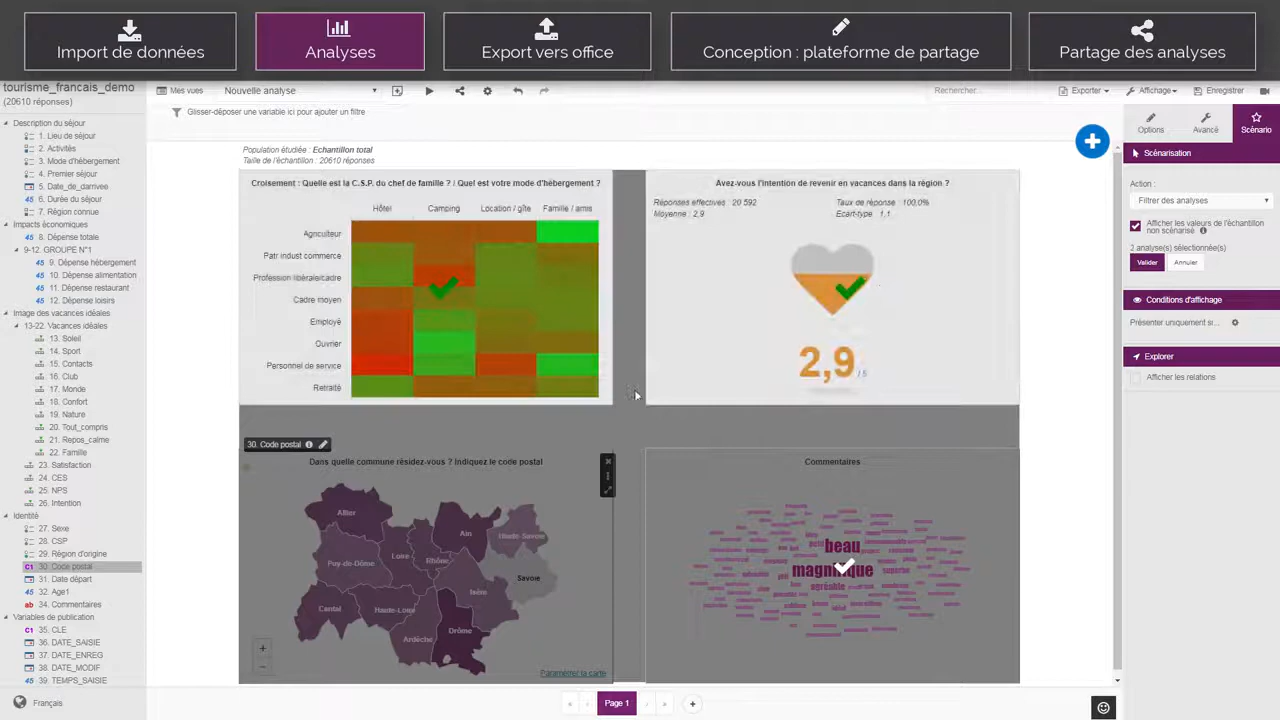 Import de données
Analyses
Export vers office
Conception : plateforme de partage
Partage des analyses
tourisme_francais_demo
(20610 réponses)
Mes vues
Nouvelle analyse
Rechercher...
Exporter
Affichage
Enregistrer
Glisser-déposer une variable ici pour ajouter un filtre
Description du séjour
1. Lieu de séjour
2. Activités
3. Mode d'hébergement
4. Premier séjour
5. Date_de_darrivee
6. Durée du séjour
7. Région connue
Impacts économiques
8. Dépense totale
9-12. GROUPE N°1
9. Dépense hébergement
10. Dépense alimentation
11. Dépense restaurant
12. Dépense loisirs
Image des vacances idéales
13-22. Vacances idéales
13. Soleil
14. Sport
15. Contacts
16. Club
17. Monde
18. Confort
19. Nature
20. Tout_compris
21. Repos_calme
22. Famille
23. Satisfaction
24. CES
25. NPS
26. Intention
Identité
27. Sexe
28. CSP
29. Région d'origine
30. Code postal
31. Date départ
32. Age1
34. Commentaires
Variables de publication
35. CLE
36. DATE_SAISIE
37. DATE_ENREG
38. DATE_MODIF
39. TEMPS_SAISIE
Français
Population étudiée : Echantillon total
Taille de l'échantillon : 20610 réponses
Croisement : Quelle est la C.S.P. du chef de famille ? / Quel est votre mode d'hébergement ?
Hôtel
Camping
Location / gîte
Famille / amis
Agriculteur
Patr indust commerce
Profession libérale/cadre
Cadre moyen
Employé
Ouvrier
Personnel de service
Retraité
Avez-vous l'intention de revenir en vacances dans la région ?
Réponses effectives : 20 592
Taux de réponse : 100,0%
Moyenne : 2,9
Ecart-type : 1,1
2,9 / 5
30. Code postal
Dans quelle commune résidez-vous ? Indiquez le code postal
Allier
Ain
Haute-Savoie
Loire
Rhône
Puy-de-Dôme
Savoie
Isère
Cantal
Haute-Loire
Drôme
Ardèche
Paramétrer la carte
Commentaires
beau
magnifique
superbe
agréable
Page 1
Options
Avancé
Scénario
Scénarisation
Action :
Filtrer des analyses
Afficher les valeurs de l'échantillon
non scénarisé
2 analyse(s) sélectionnée(s)
Valider
Annuler
Conditions d'affichage
Présenter uniquement si...
Explorer
Afficher les relations